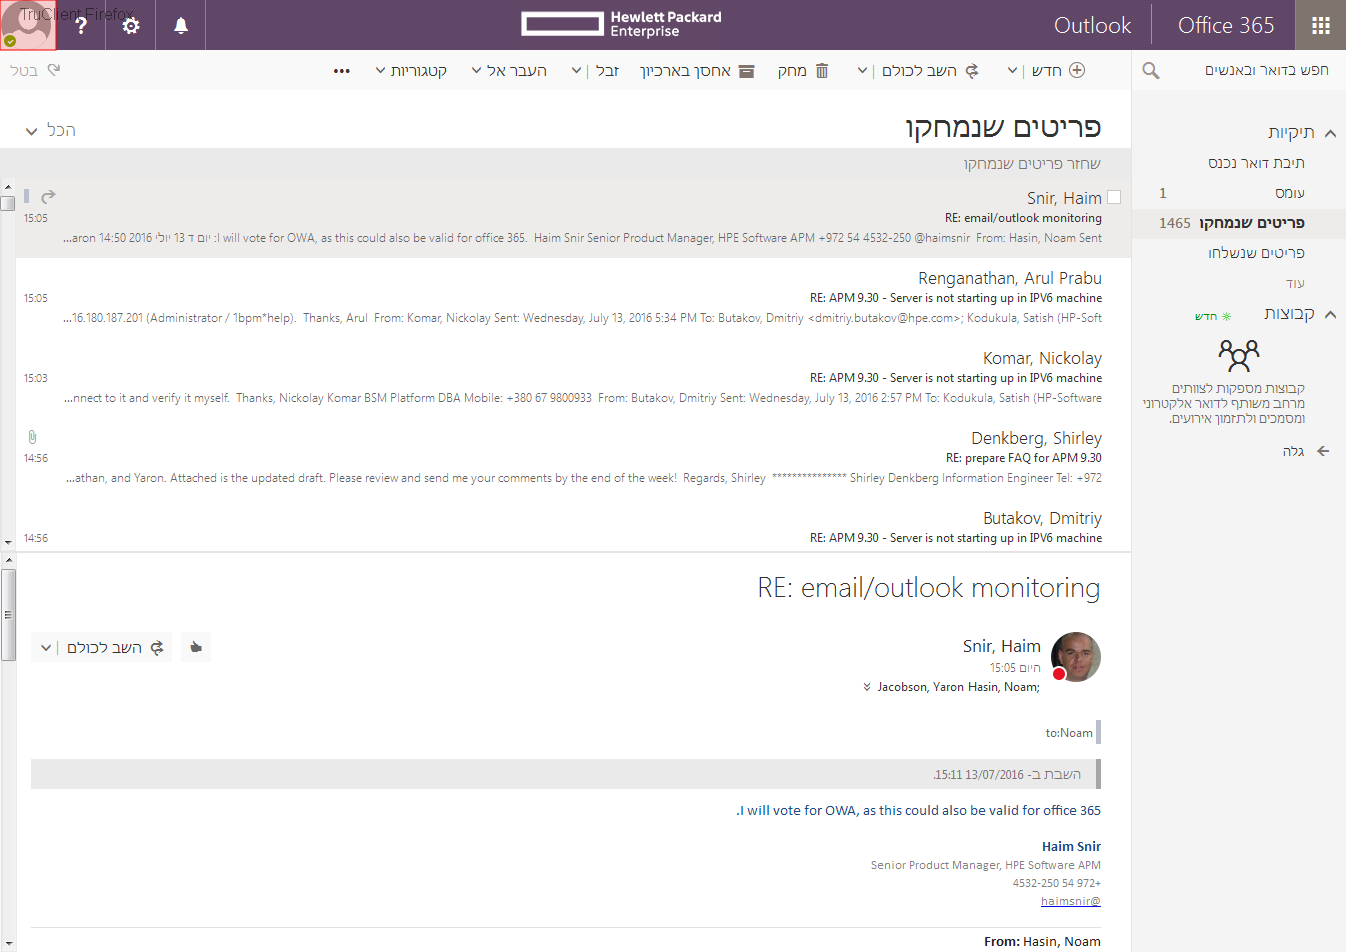 TruClient Firefox
?
Hewlett Packard
Enterprise
Outlook
Office 365
חפש בדואר ובאנשים
חדש
השב לכולם
מחק
אחסן בארכיון
זבל
העבר אל
קטגוריות
•••
בטל
תיקיות
תיבת דואר נכנס
עומס 1
פריטים שנמחקו 1465
פריטים שנשלחו
עוד
קבוצות
חדש
קבוצות מספקות לצוותים
מרחב משותף לדואר אלקטרוני
ומסמכים ולתזמון אירועים.
גלה
פריטים שנמחקו
הכל
שחזר פריטים שנמחקו
Snir, Haim
RE: email/outlook monitoring
15:05
...aron 14:50 2016 יום ד 13 יולי :I will vote for OWA, as this could also be valid for office 365. Haim Snir Senior Product Manager, HPE Software APM +972 54 4532-250 @haimsnir From: Hasin, Noam Sent
Renganathan, Arul Prabu
RE: APM 9.30 - Server is not starting up in IPV6 machine
15:05
...16.180.187.201 (Administrator / 1bpm*help). Thanks, Arul From: Komar, Nickolay Sent: Wednesday, July 13, 2016 5:34 PM To: Butakov, Dmitriy <dmitriy.butakov@hpe.com>; Kodukula, Satish (HP-Soft
Komar, Nickolay
RE: APM 9.30 - Server is not starting up in IPV6 machine
15:03
...nnect to it and verify it myself. Thanks, Nickolay Komar BSM Platform DBA Mobile: +380 67 9800933 From: Butakov, Dmitriy Sent: Wednesday, July 13, 2016 2:57 PM To: Kodukula, Satish (HP-Software
Denkberg, Shirley
RE: prepare FAQ for APM 9.30
14:56
...athan, and Yaron. Attached is the updated draft. Please review and send me your comments by the end of the week! Regards, Shirley *************** Shirley Denkberg Information Engineer Tel: +972
Butakov, Dmitriy
RE: APM 9.30 - Server is not starting up in IPV6 machine
14:56
RE: email/outlook monitoring
השב לכולם
Snir, Haim
היום 15:05
Jacobson, Yaron Hasin, Noam;
to:Noam
השבת ב- 13/07/2016 15:11.
.I will vote for OWA, as this could also be valid for office 365
Haim Snir
Senior Product Manager, HPE Software APM
4532-250 54 972+
haimsnir@
From: Hasin, Noam